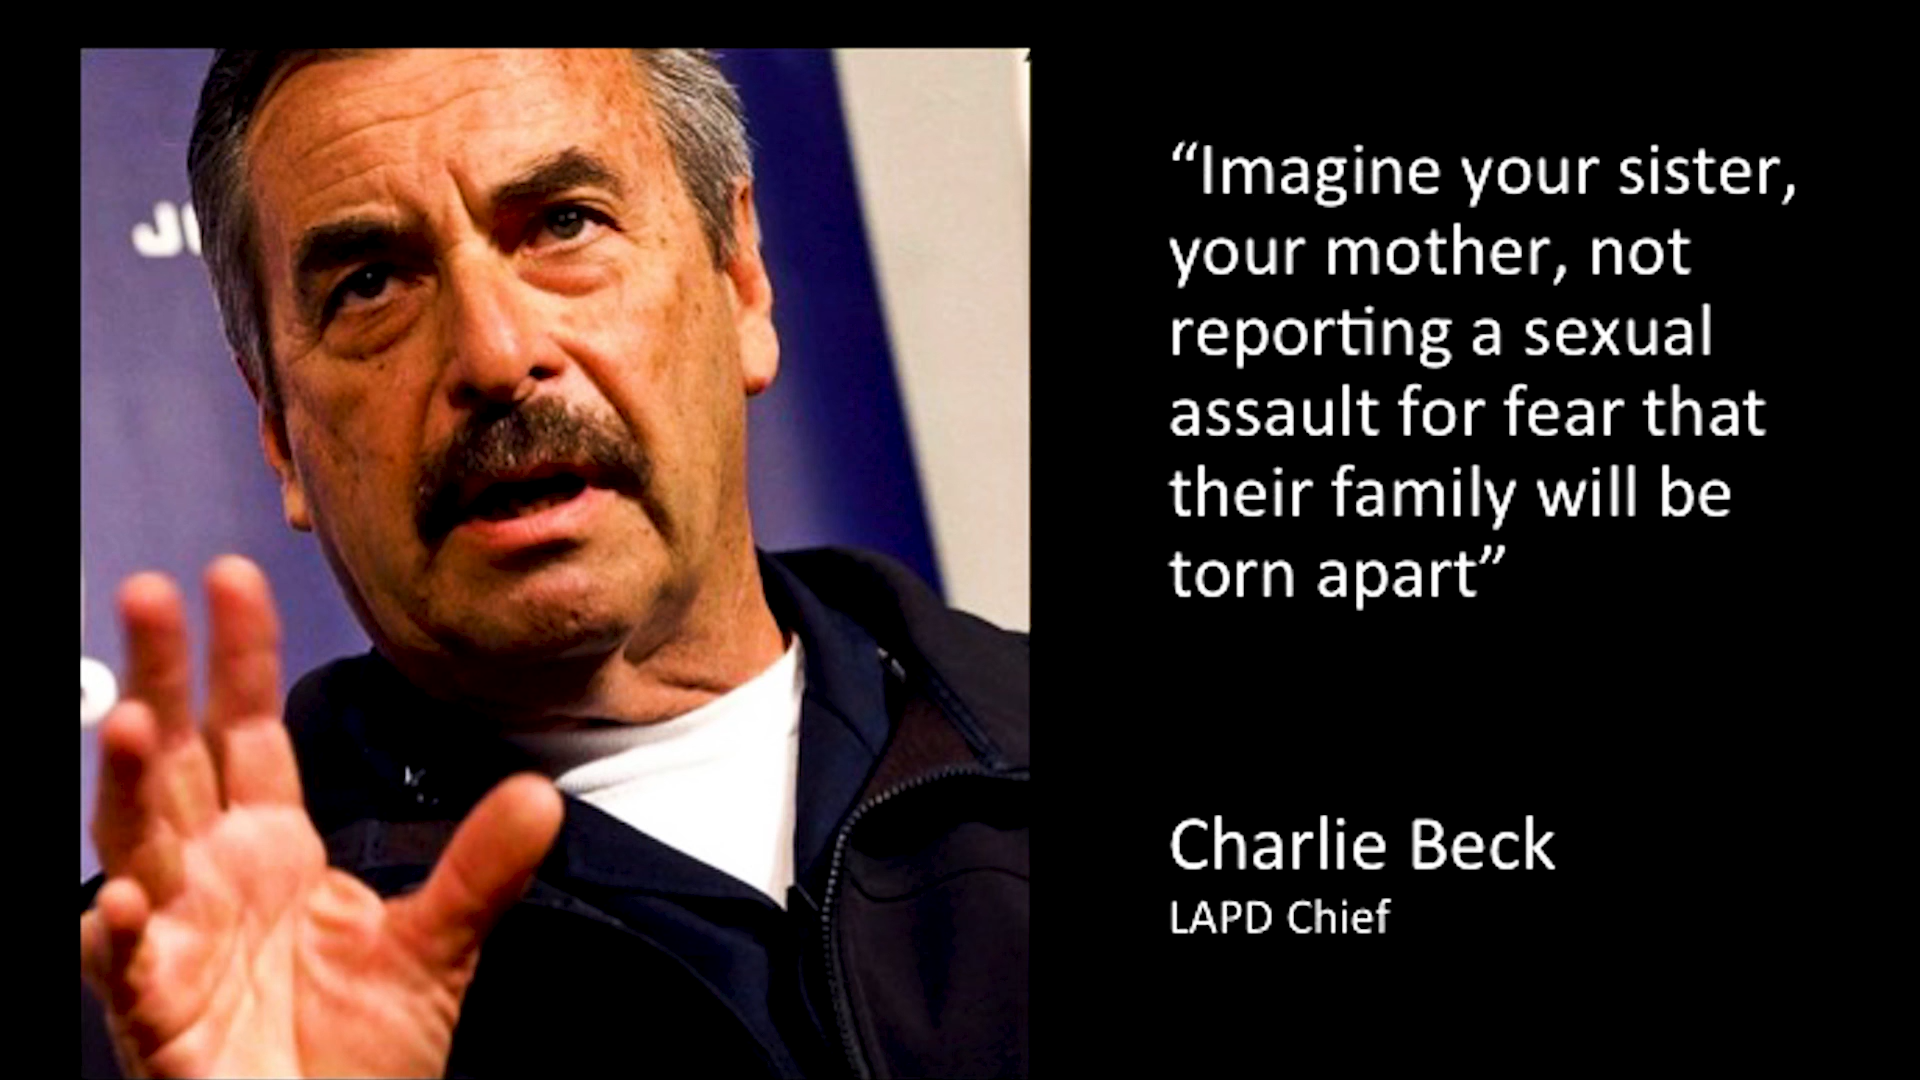 JU
“Imagine your sister,
your mother, not
reporting a sexual
assault for fear that
their family will be
torn apart”
Charlie Beck
LAPD Chief